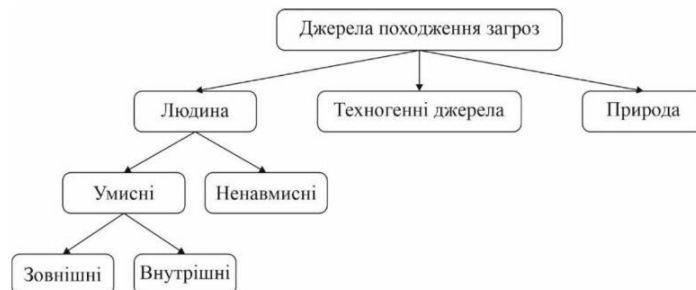 Джерела походження загроз
Людина
Техногенні джерела
Природа
Умисні
Ненавмисні
Зовнішні
Внутрішні